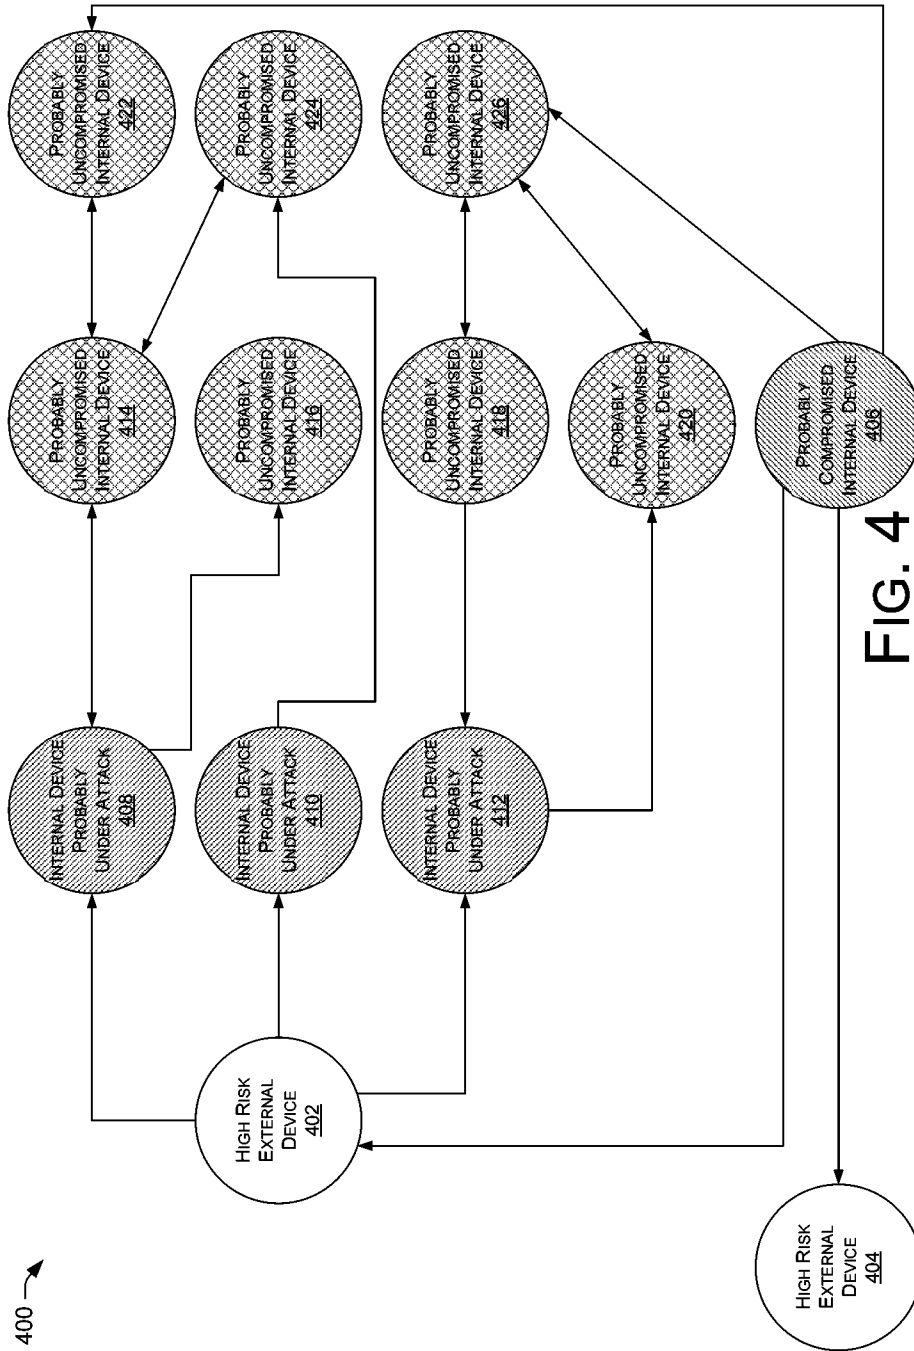 400
HIGH RISK
EXTERNAL
DEVICE
402
HIGH RISK
EXTERNAL
DEVICE
404
INTERNAL DEVICE
PROBABLY
UNDER ATTACK
408
INTERNAL DEVICE
PROBABLY
UNDER ATTACK
410
INTERNAL DEVICE
PROBABLY
UNDER ATTACK
412
PROBABLY
UNCOMPROMISED
INTERNAL DEVICE
414
PROBABLY
UNCOMPROMISED
INTERNAL DEVICE
416
PROBABLY
UNCOMPROMISED
INTERNAL DEVICE
418
PROBABLY
UNCOMPROMISED
INTERNAL DEVICE
420
PROBABLY
COMPROMISED
INTERNAL DEVICE
406
PROBABLY
UNCOMPROMISED
INTERNAL DEVICE
422
PROBABLY
UNCOMPROMISED
INTERNAL DEVICE
424
PROBABLY
UNCOMPROMISED
INTERNAL DEVICE
426
FIG. 4